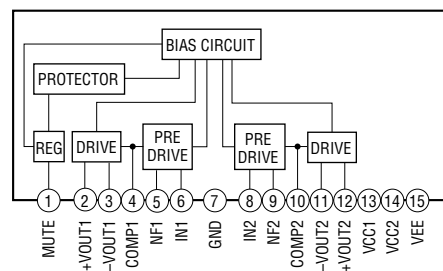 BIAS CIRCUIT
PROTECTOR
REG
DRIVE
PRE
DRIVE
PRE
DRIVE
DRIVE
1
2
3
4
5
6
7
8
9
10
11
12
13
14
15
MUTE
+VOUT1
−VOUT1
COMP1
NF1
IN1
GND
IN2
NF2
COMP2
−VOUT2
+VOUT2
VCC1
VCC2
VEE